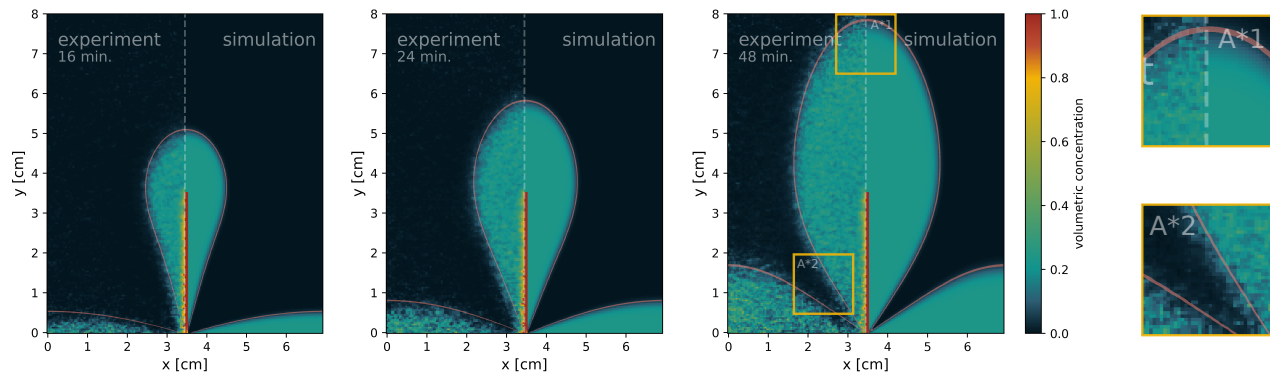 experiment simulation
16 min.
y [cm]
8
7
6
5
4
3
2
1
0
0 1 2 3 4 5 6
x [cm]
experiment simulation
24 min.
y [cm]
8
7
6
5
4
3
2
1
0
0 1 2 3 4 5 6
x [cm]
A*1
experiment simulation
48 min.
A*2
y [cm]
8
7
6
5
4
3
2
1
0
0 1 2 3 4 5 6
x [cm]
1.0
0.8
0.6
0.4
0.2
0.0
volumetric concentration
A*1
t
A*2